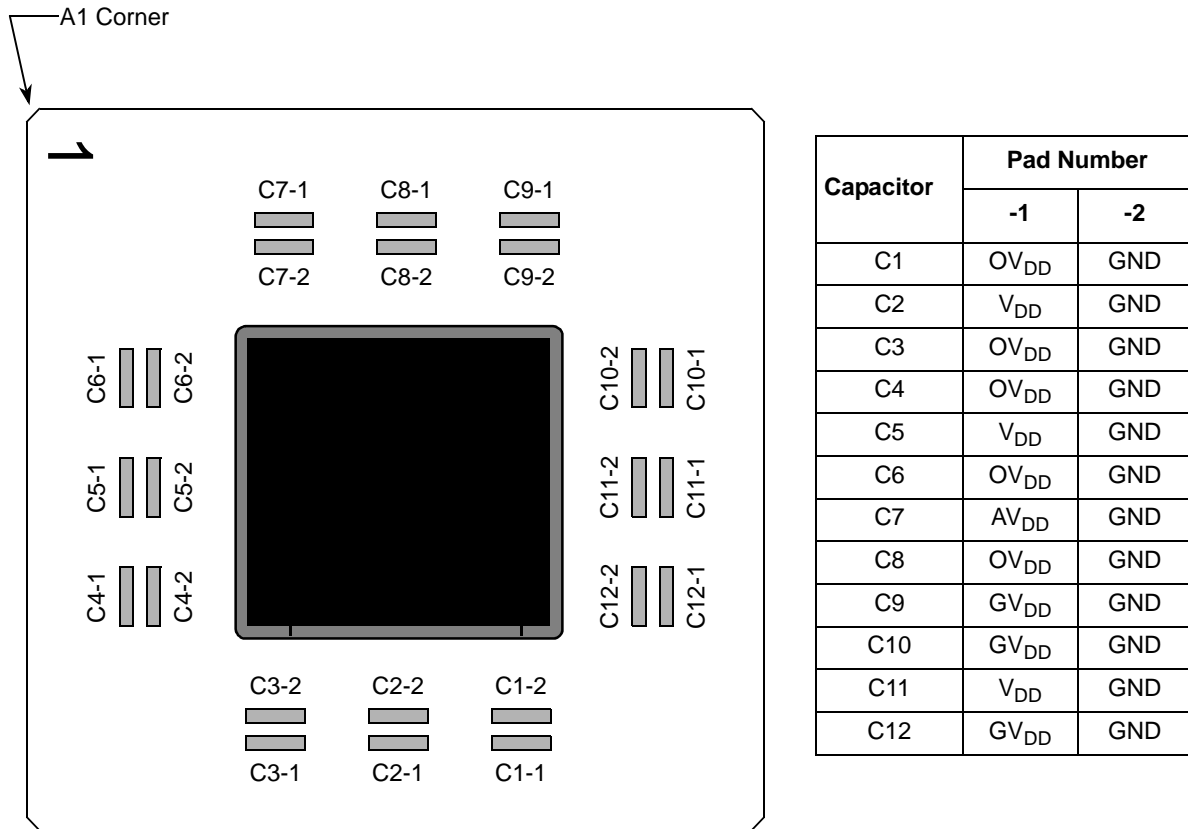 A1 Corner
1
C7-1 C8-1 C9-1
C7-2 C8-2 C9-2
C6-1 C6-2
C10-2 C10-1
C5-1 C5-2
C11-2 C11-1
C4-1 C4-2
C12-2 C12-1
C3-2 C2-2 C1-2
C3-1 C2-1 C1-1
Capacitor Pad Number
-1 -2
C1 OVDD GND
C2 VDD GND
C3 OVDD GND
C4 OVDD GND
C5 VDD GND
C6 OVDD GND
C7 AVDD GND
C8 OVDD GND
C9 GVDD GND
C10 GVDD GND
C11 VDD GND
C12 GVDD GND